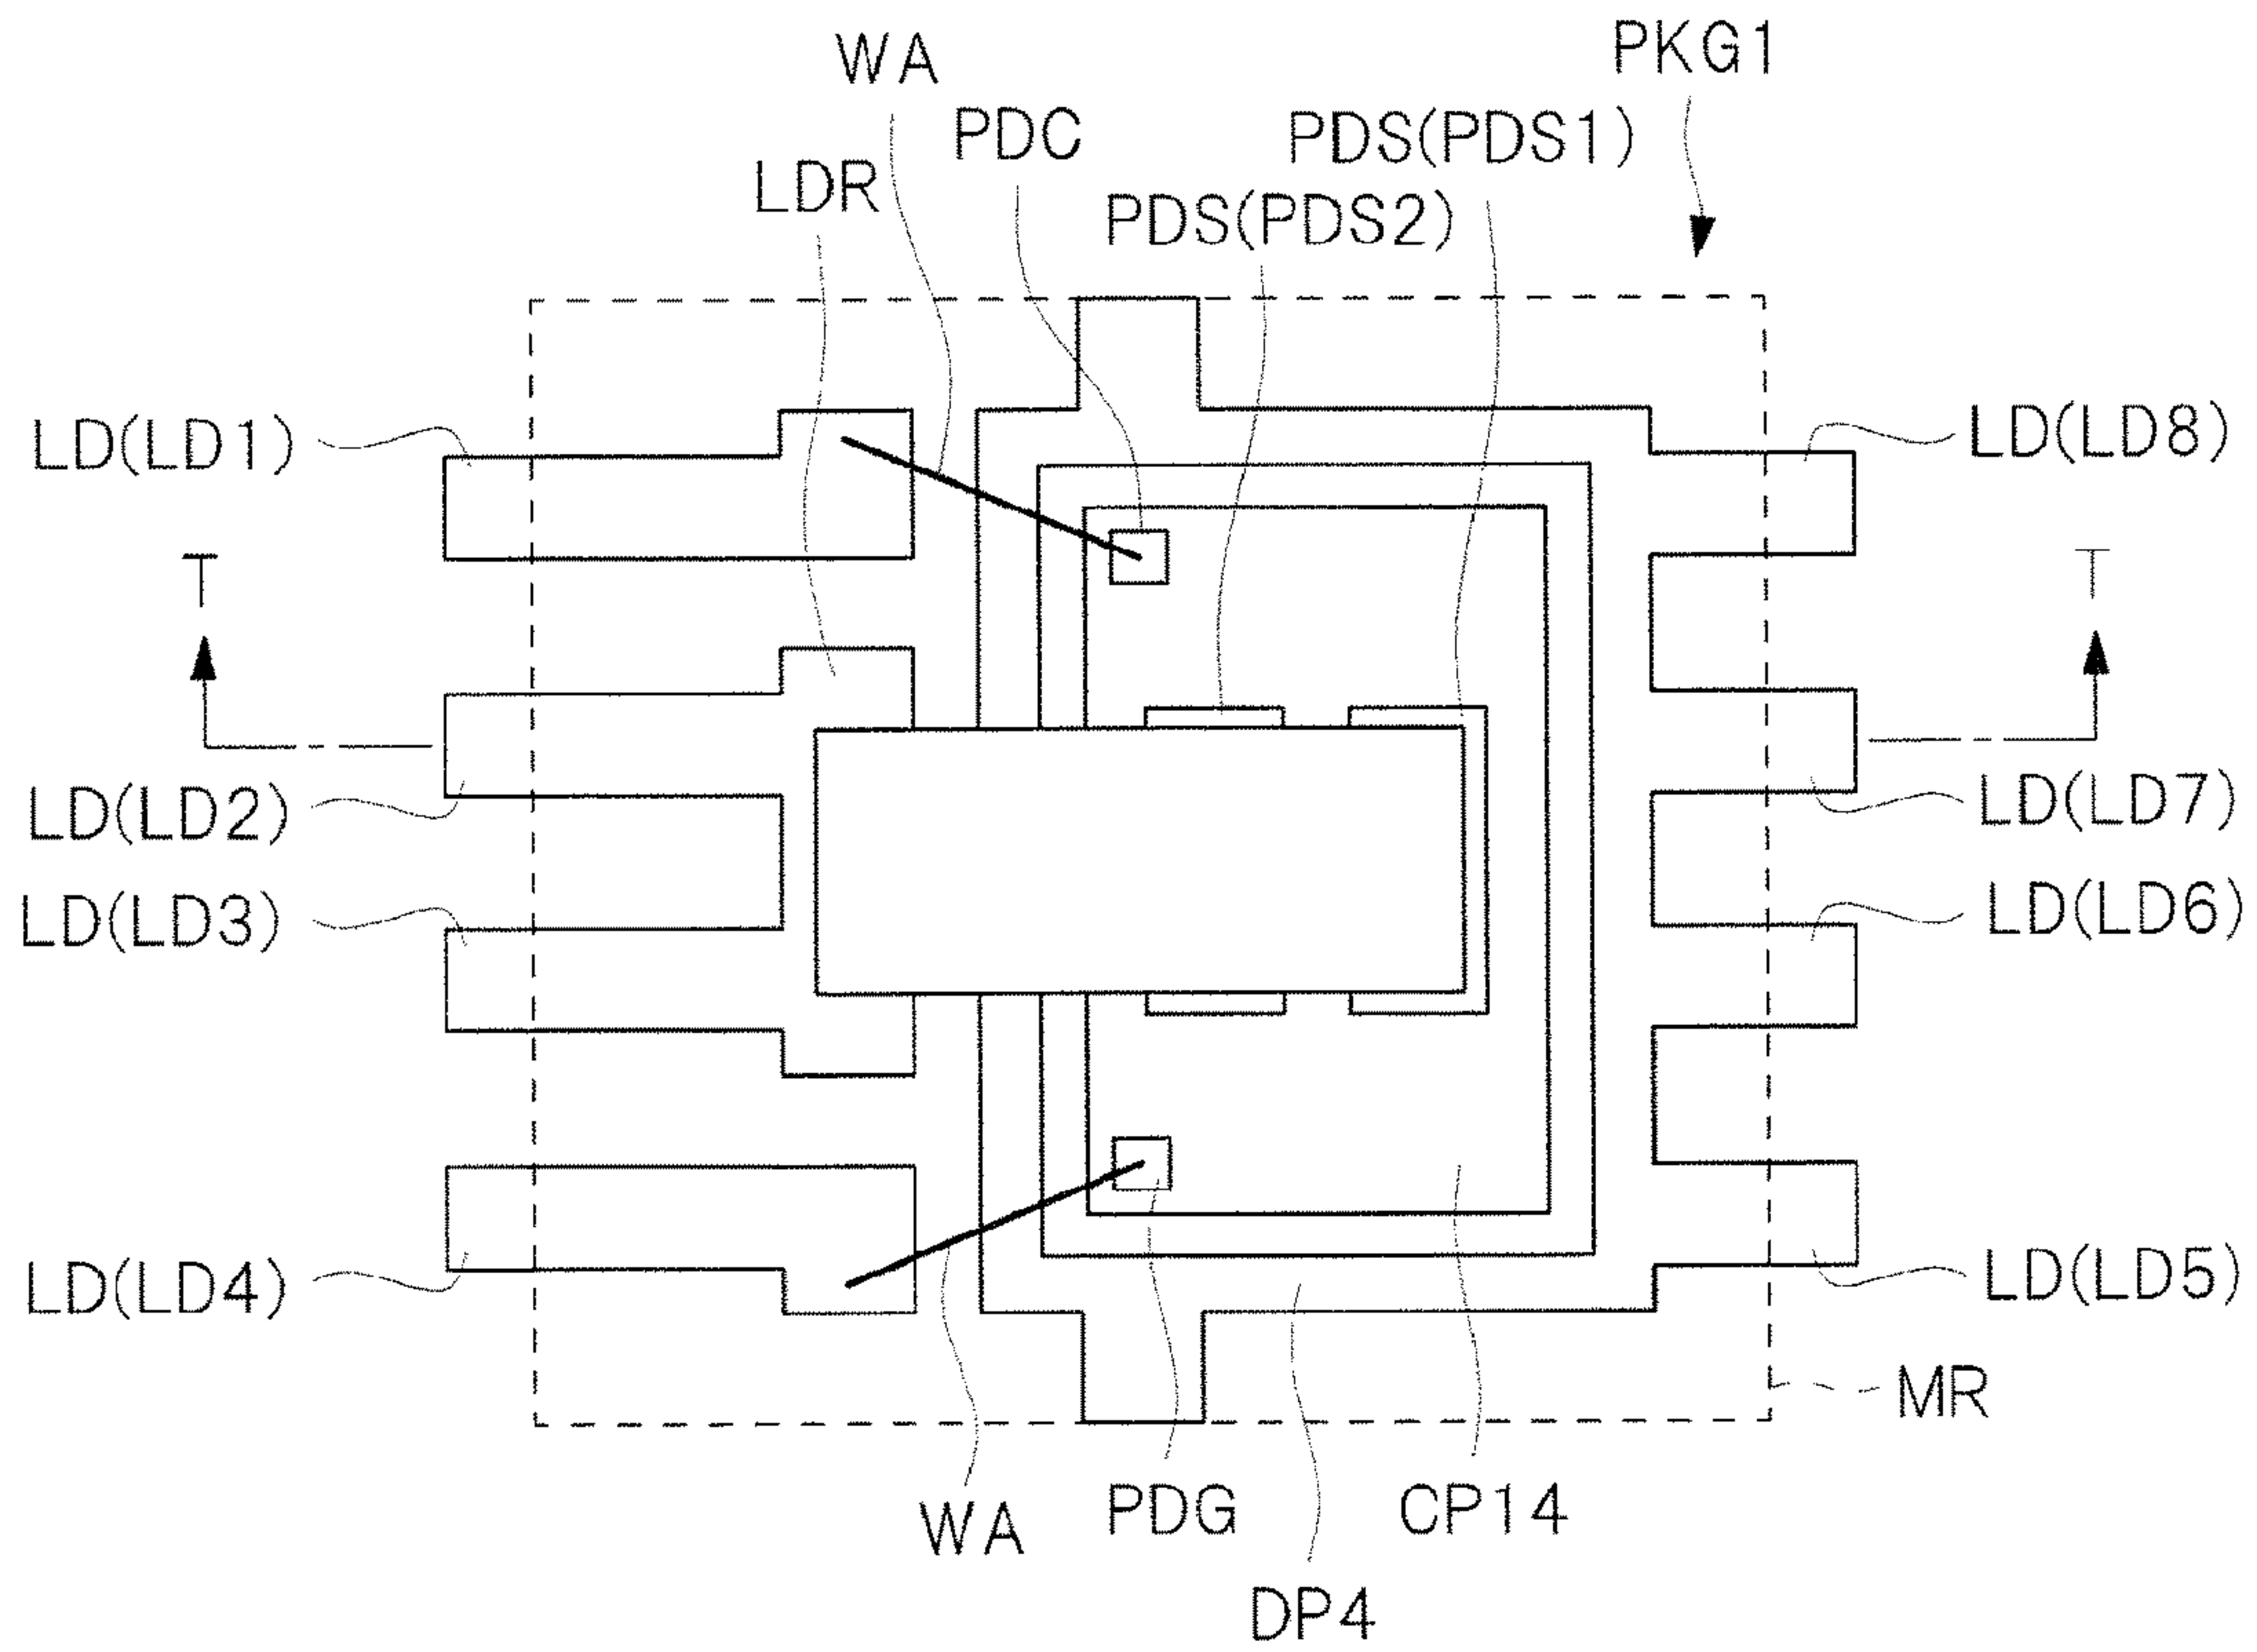 PKG1
WA
PDC
PDS(PDS1)
LDR
PDS(PDS2)
LD(LD1)
LD(LD8)
LD(LD2)
LD(LD7)
LD(LD3)
LD(LD6)
LD(LD4)
LD(LD5)
MR
WA
PDG
CP14
DP4